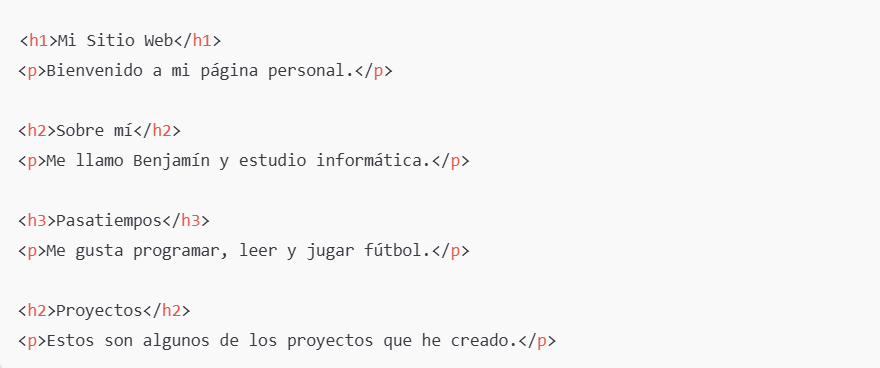 <h1>Mi Sitio Web</h1>
<p>Bienvenido a mi página personal.</p>
<h2>Sobre mí</h2>
<p>Me llamo Benjamín y estudio informática.</p>
<h3>Pasatiempos</h3>
<p>Me gusta programar, leer y jugar fútbol.</p>
<h2>Proyectos</h2>
<p>Estos son algunos de los proyectos que he creado.</p>